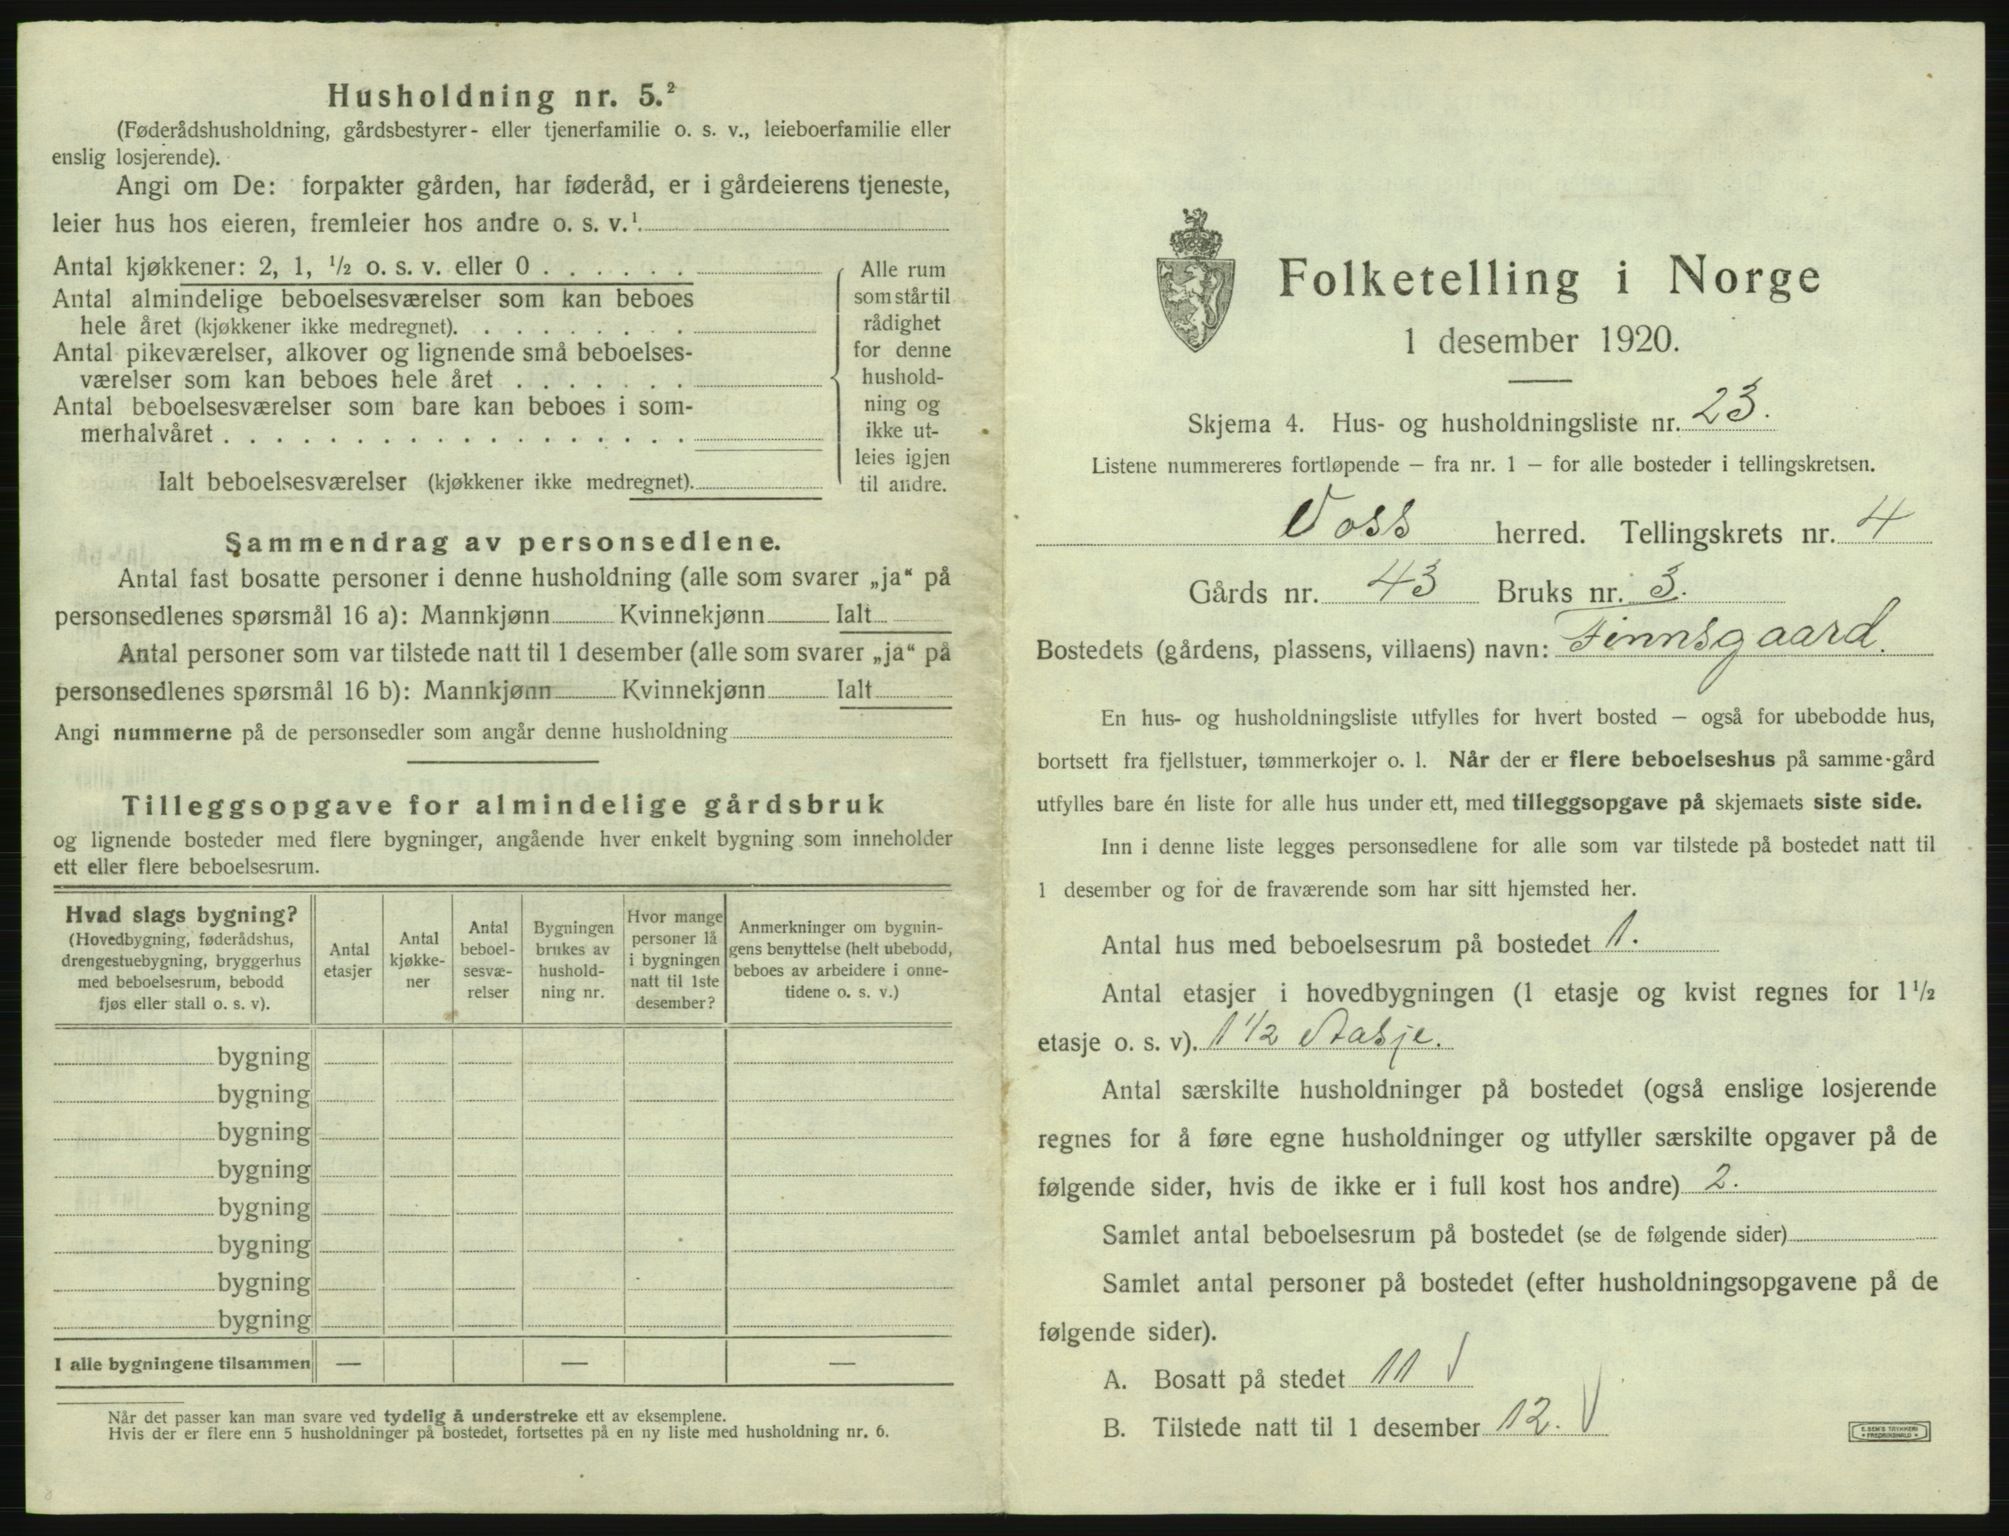 Husholdning nr. 5.²
(Føderådshusholdning, gårdsbestyrer- eller tjenerfamilie o. s. v., leieboerfamilie eller
enslig losjerende).
Angi om De: forpakter gården, har føderåd, er i gårdeierens tjeneste,
leier hus hos eieren, fremleier hos andre o. s. v.¹
Antal kjøkkener: 2, 1, ½ o. s. v. eller 0 . . . . . .
Antal almindelige beboelsesværelser som kan beboes
hele året (kjøkkener ikke medregnet). . . . . . . . .
Antal pikeværelser, alkover og lignende små beboelses-
værelser som kan beboes hele året . . . . . . .
Antal beboelsesværelser som bare kan beboes i som-
merhalvåret . . . . . . . . . . . . . . . . . .
Ialt beboelsesværelser (kjøkkener ikke medregnet).
Alle rum
som står til
rådighet
for denne
hushold-
ning og
ikke ut-
leies igjen
til andre.
Sammendrag av personsedlene.
Antal fast bosatte personer i denne husholdning (alle som svarer „ja“ på
personsedlenes spørsmål 16 a): Mannkjønn Kvinnekjønn Ialt
Antal personer som var tilstede natt til 1 desember (alle som svarer „ja“ på
personsedlenes spørsmål 16 b): Mannkjønn Kvinnekjønn Ialt
Angi nummerne på de personsedler som angår denne husholdning
Tilleggsopgave for almindelige gårdsbruk
og lignende bosteder med flere bygninger, angående hver enkelt bygning som inneholder
ett eller flere beboelsesrum.
Hvad slags bygning?
(Hovedbygning, føderådshus,
drengestuebygning, bryggerhus
med beboelsesrum, bebodd
fjøs eller stall o. s. v).
Antal
etasjer
Antal
kjøkke-
ner
Antal
beboel-
sesvæ-
relser
Bygningen
brukes av
hushold-
ning nr.
Hvor mange
personer lå
i bygningen
natt til 1ste
desember?
Anmerkninger om bygnin-
gens benyttelse (helt ubebodd,
beboes av arbeidere i onne-
tidene o. s. v.)
bygning
bygning
bygning
bygning
bygning
bygning
bygning
bygning
I alle bygningene tilsammen — — —
Når det passer kan man svare ved tydelig å understreke ett av eksemplene.
Hvis der er flere enn 5 husholdninger på bostedet, fortsettes på en ny liste med husholdning nr. 6.
Folketelling i Norge
1 desember 1920.
Skjema 4. Hus- og husholdningsliste nr. 23.
Listene nummereres fortløpende – fra nr. 1 – for alle bosteder i tellingskretsen.
Voss herred. Tellingskrets nr. 4
Gårds nr. 43 Bruks nr. 3.
Bostedets (gårdens, plassens, villaens) navn: Finnsgaard.
En hus- og husholdningsliste utfylles for hvert bosted – også for ubebodde hus,
bortsett fra fjellstuer, tømmerkojer o. l. Når der er flere beboelseshus på samme gård
utfylles bare én liste for alle hus under ett, med tilleggsopgave på skjemaets siste side.
Inn i denne liste legges personsedlene for alle som var tilstede på bostedet natt til
1 desember og for de fraværende som har sitt hjemsted her.
Antal hus med beboelsesrum på bostedet 1.
Antal etasjer i hovedbygningen (1 etasje og kvist regnes for 1½
etasje o. s. v). 1½ etasje.
Antal særskilte husholdninger på bostedet (også enslige losjerende
regnes for å føre egne husholdninger og utfyller særskilte opgaver på de
følgende sider, hvis de ikke er i full kost hos andre) 2.
Samlet antal beboelsesrum på bostedet (se de følgende sider)
Samlet antal personer på bostedet (efter husholdningsopgavene på de
følgende sider).
A. Bosatt på stedet 11 √
B. Tilstede natt til 1 desember 12. √
E. SEM'S TRYKKERI
FREDRIKSHALD